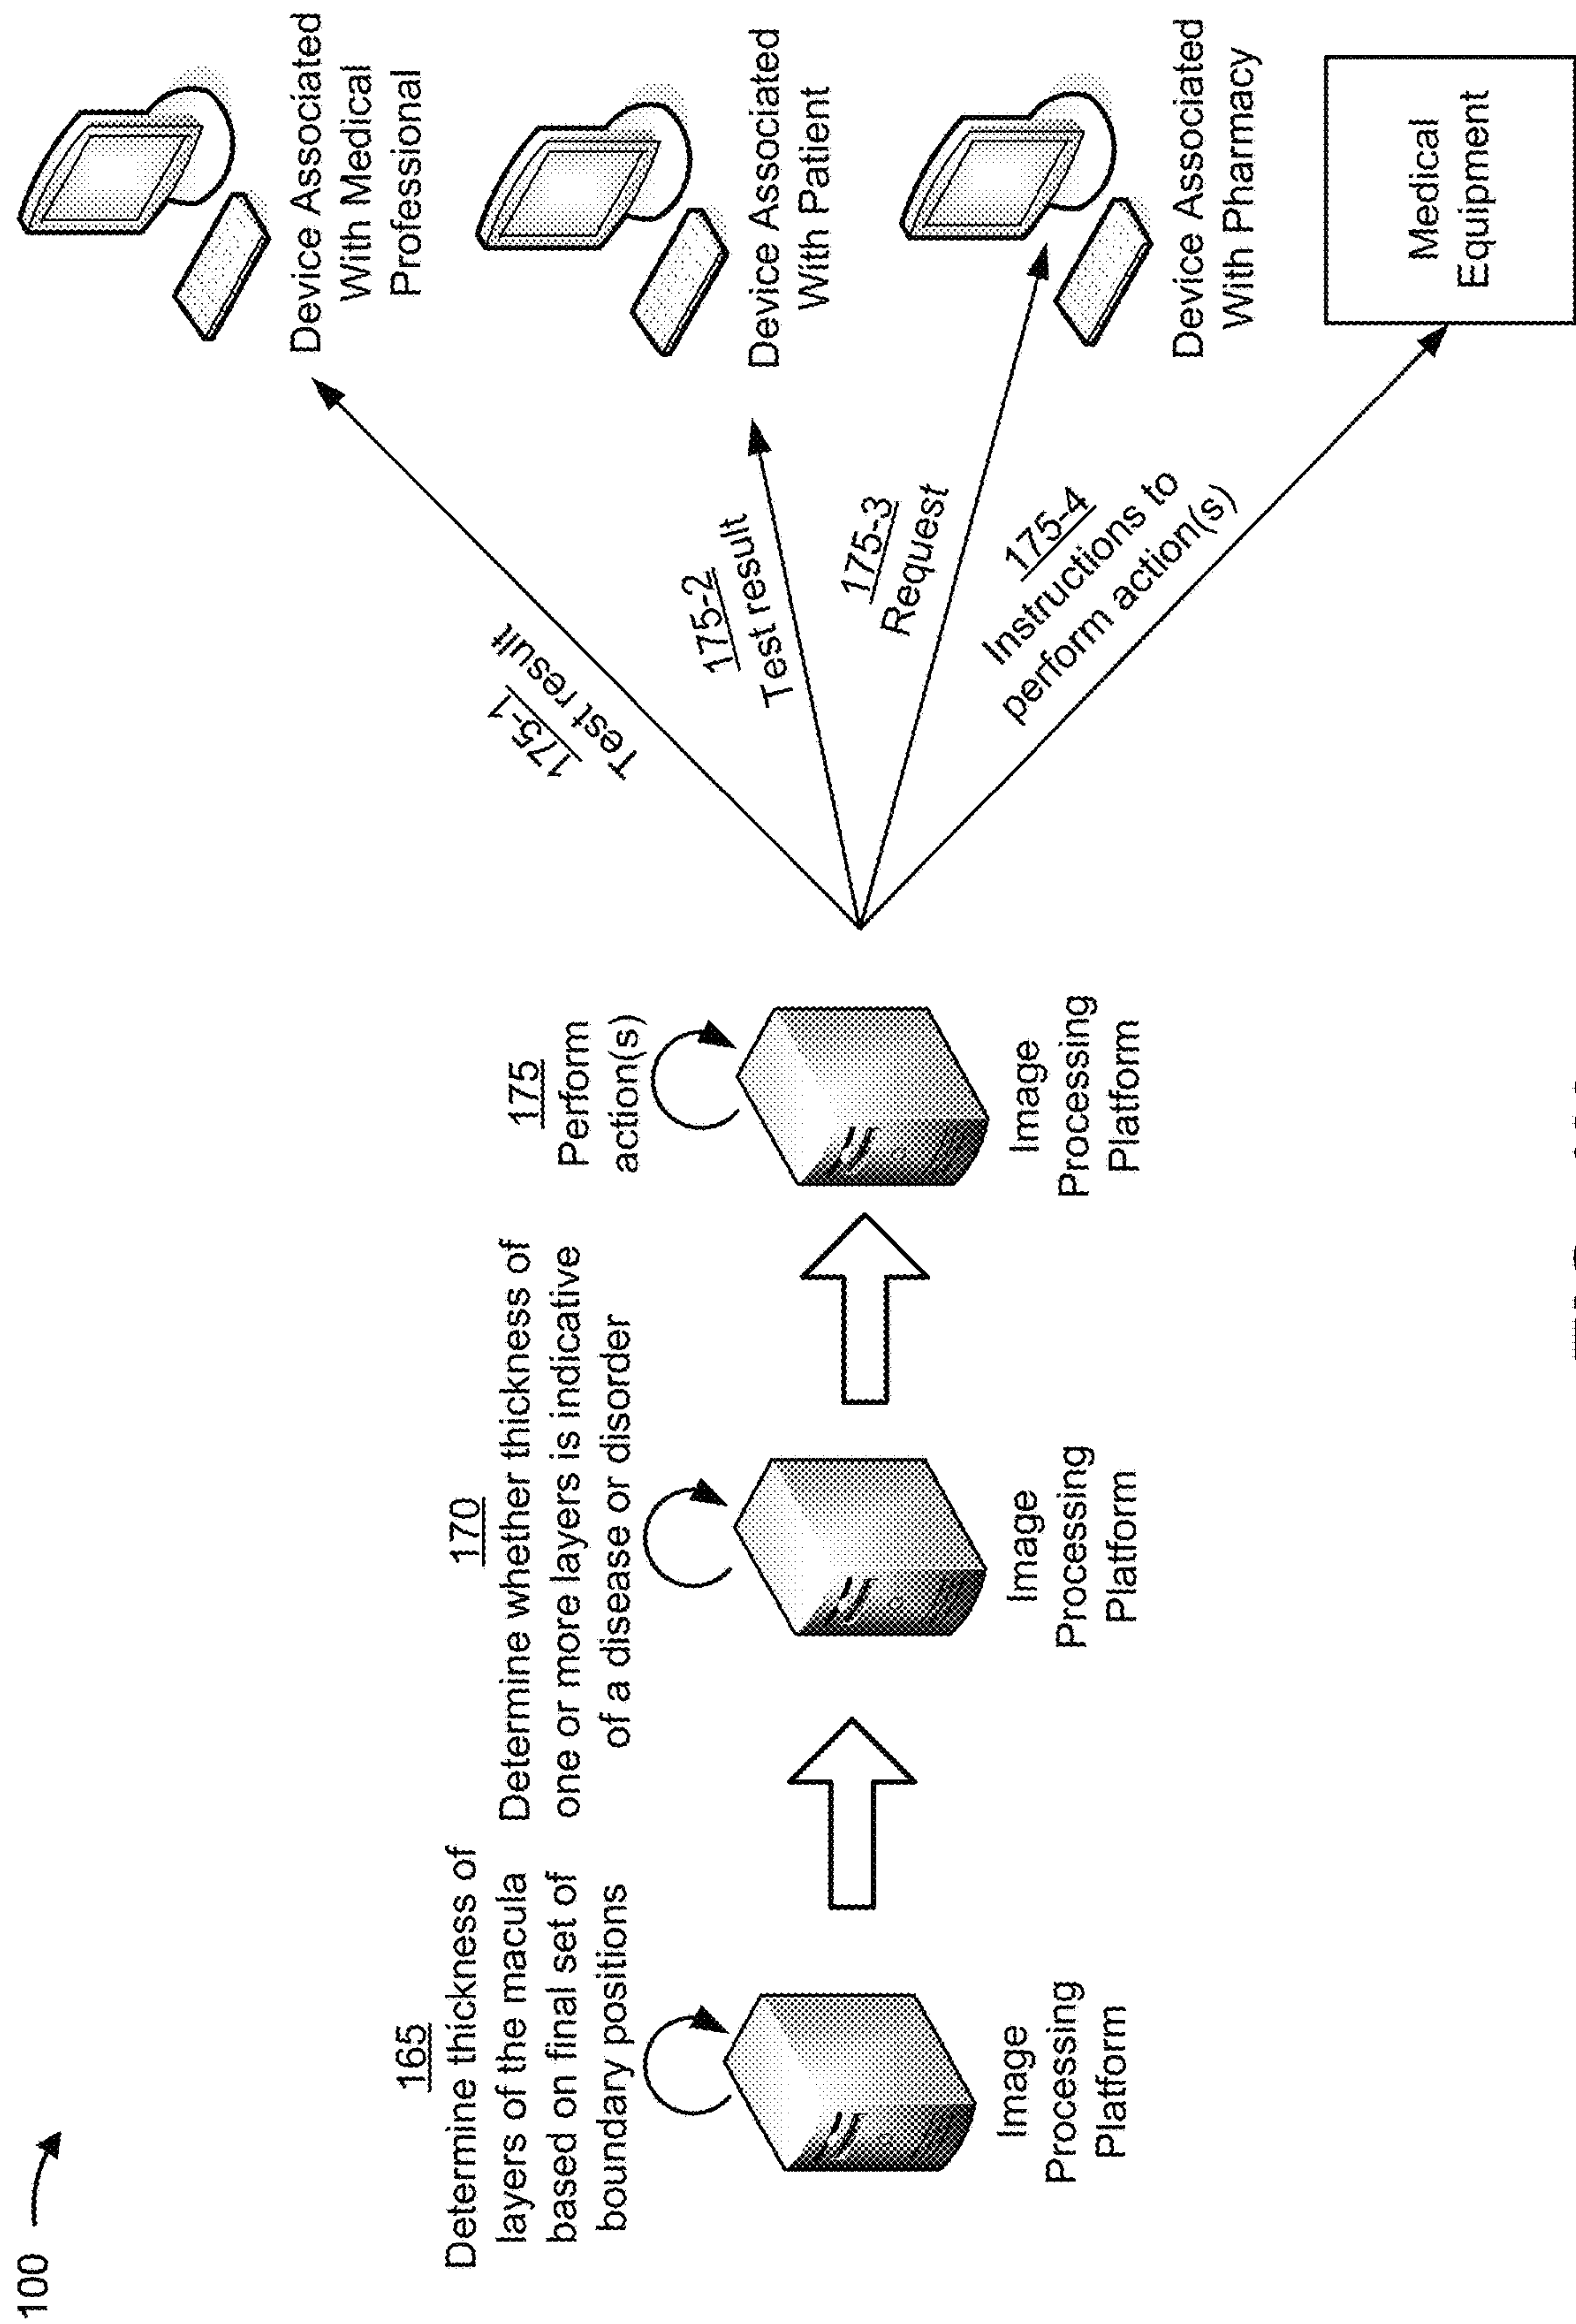 100
165
Determine thickness of
layers of the macula
based on final set of
boundary positions
Image
Processing
Platform
170
Determine whether thickness of
one or more layers is indicative
of a disease or disorder
Image
Processing
Platform
175
Perform
action(s)
Image
Processing
Platform
175-1
Test result
175-2
Test result
175-3
Request
175-4
Instructions to
perform action(s)
Device Associated
With Medical
Professional
Device Associated
With Patient
Device Associated
With Pharmacy
Medical
Equipment